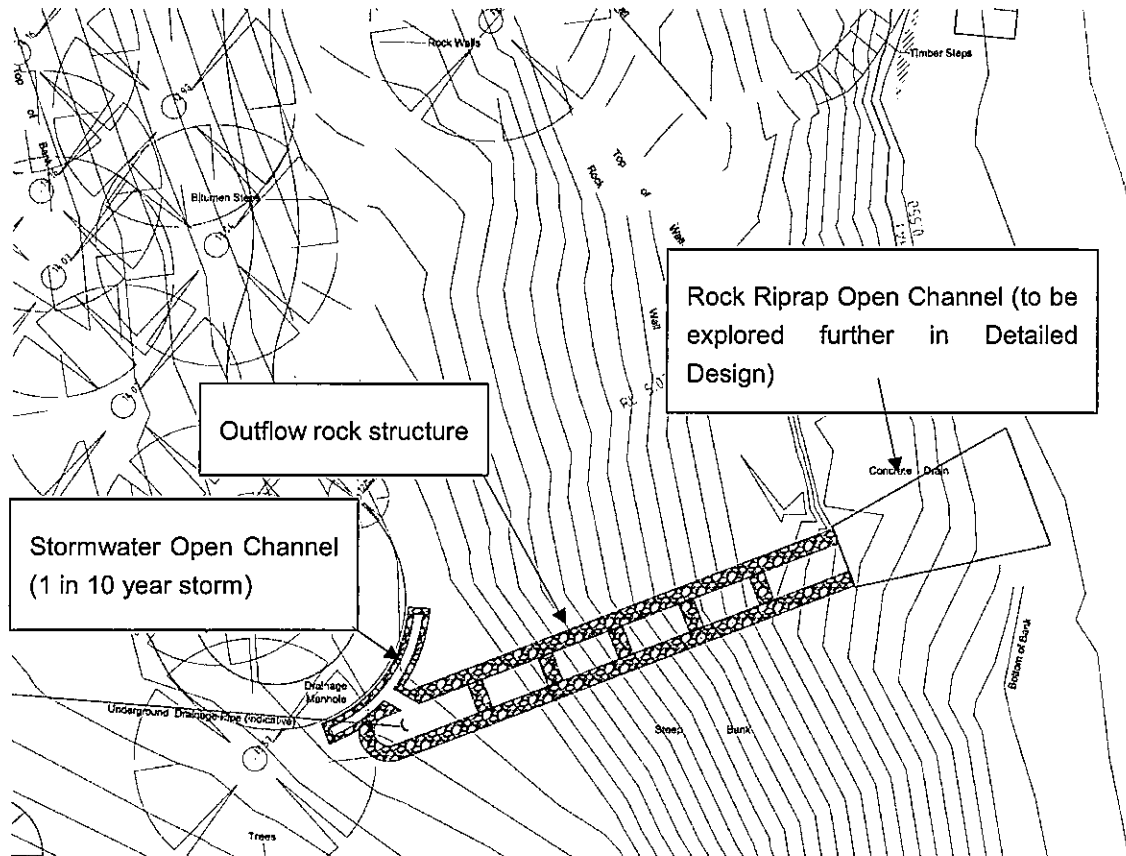 Rock Walls
Timber Steps
Top
of
Bank
Bitumen Steps
Top
of
Wall
Rock
Wall
Rock Riprap Open Channel (to be
explored further in Detailed
Design)
Outflow rock structure
Concrete Drain
Stormwater Open Channel
(1 in 10 year storm)
Drainage
Manhole
Underground Drainage Pipe (indicative)
Bottom of Bank
Steep Bank
Trees